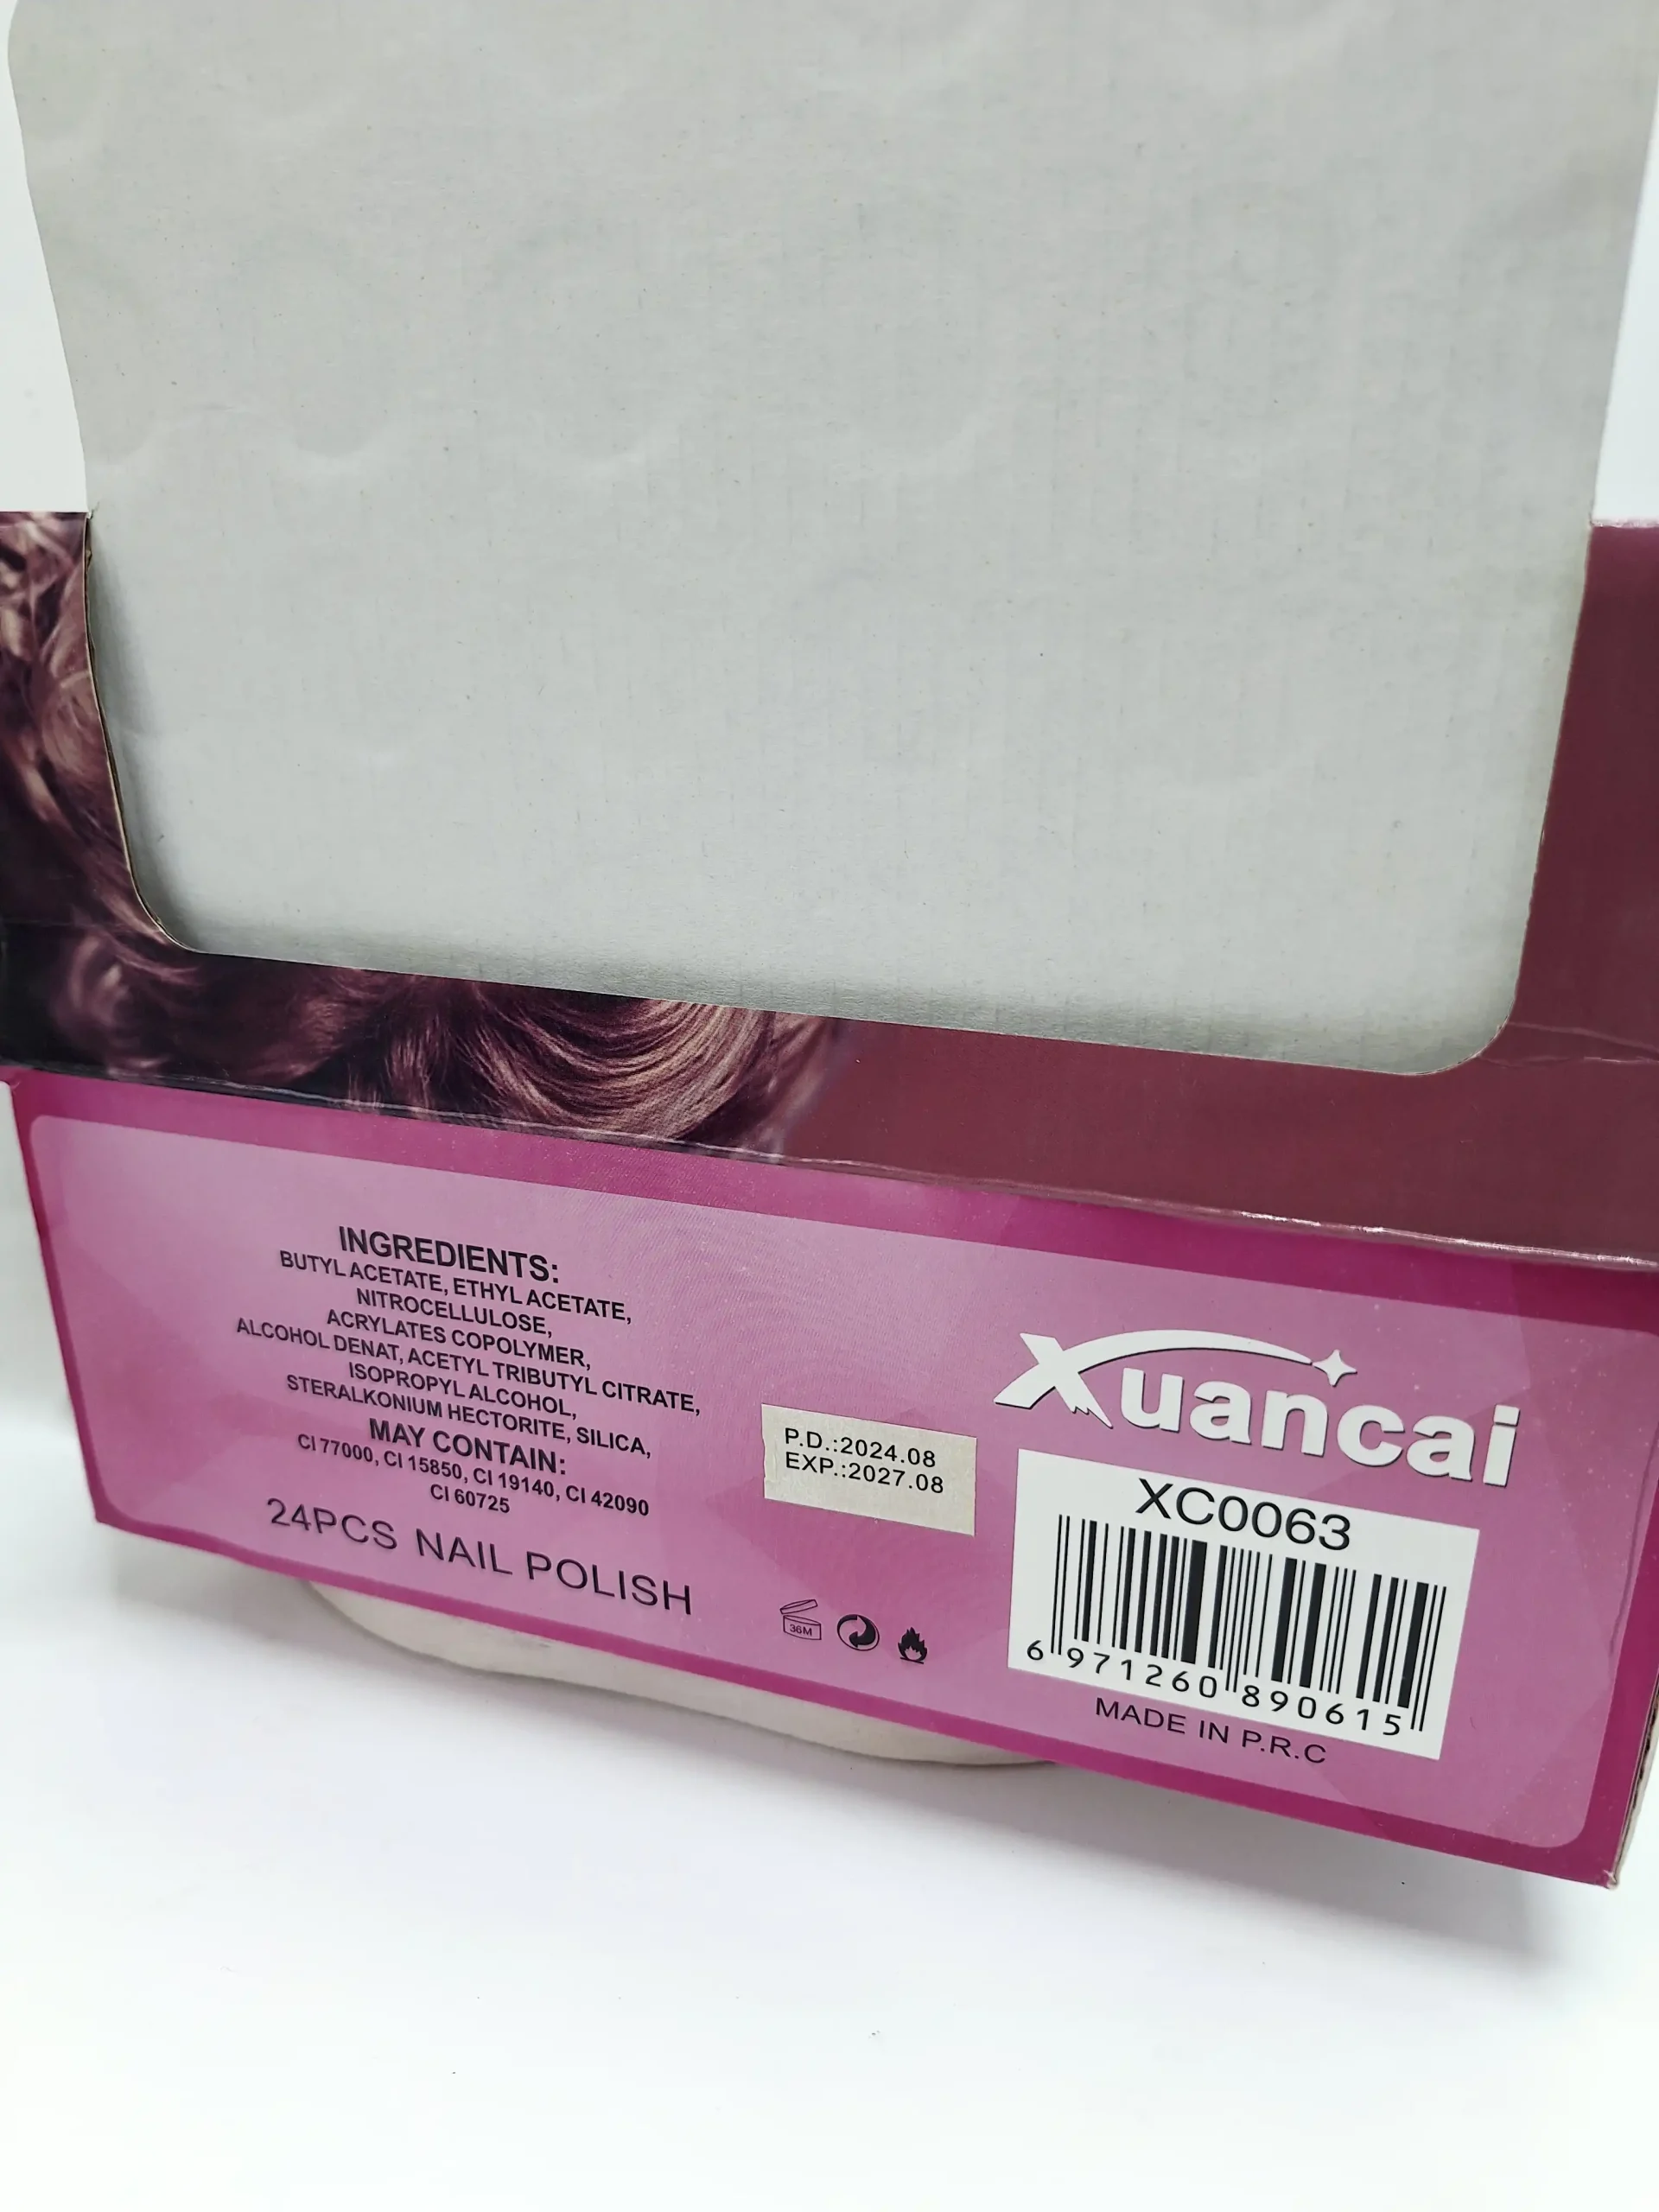 INGREDIENTS:
BUTYL ACETATE, ETHYL ACETATE,
NITROCELLULOSE,
ACRYLATES COPOLYMER,
ALCOHOL DENAT, ACETYL TRIBUTYL CITRATE,
ISOPROPYL ALCOHOL,
STERALKONIUM HECTORITE, SILICA,
MAY CONTAIN:
CI 77000, CI 15850, CI 19140, CI 42090
CI 60725
24PCS NAIL POLISH
P.D.:2024.08
EXP.:2027.08
36M
Xuancai
XC0063
6 971260 890615
MADE IN P.R.C